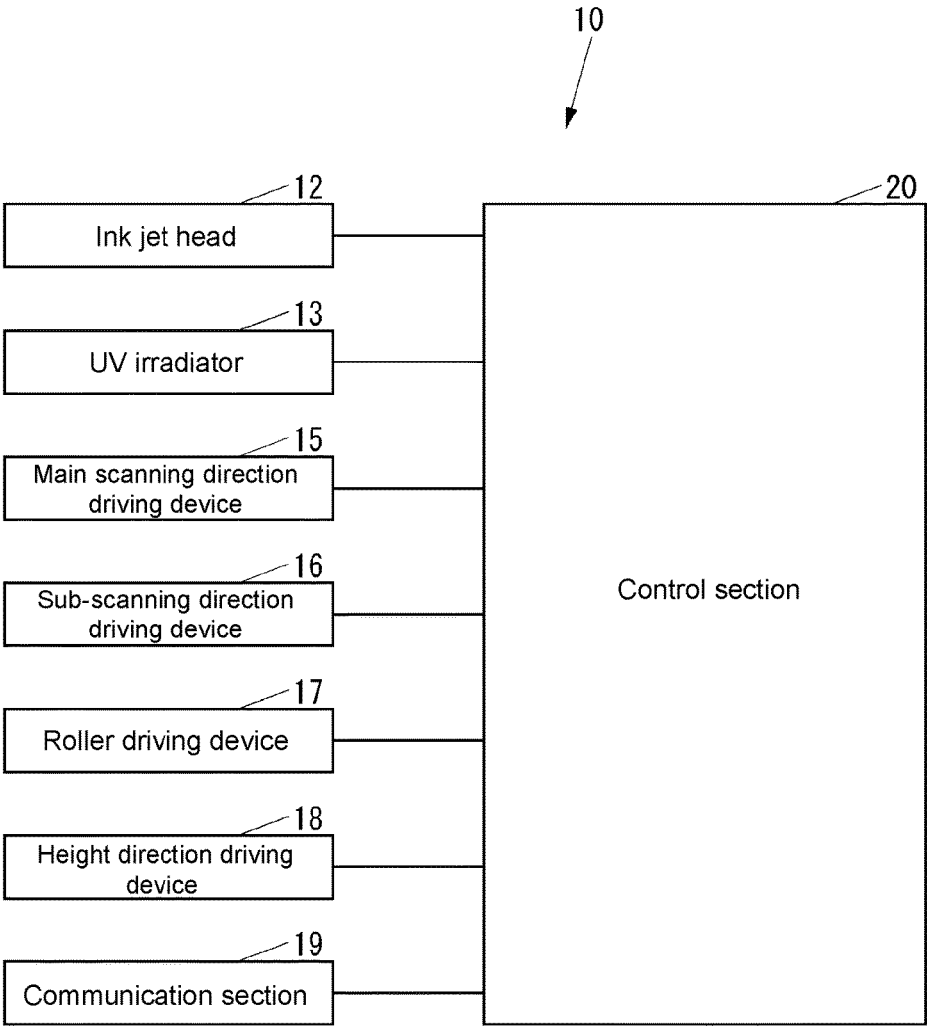 10
12
20
Ink jet head
13
UV irradiator
15
Main scanning direction
driving device
16
Sub-scanning direction
driving device
Control section
17
Roller driving device
18
Height direction driving
device
19
Communication section